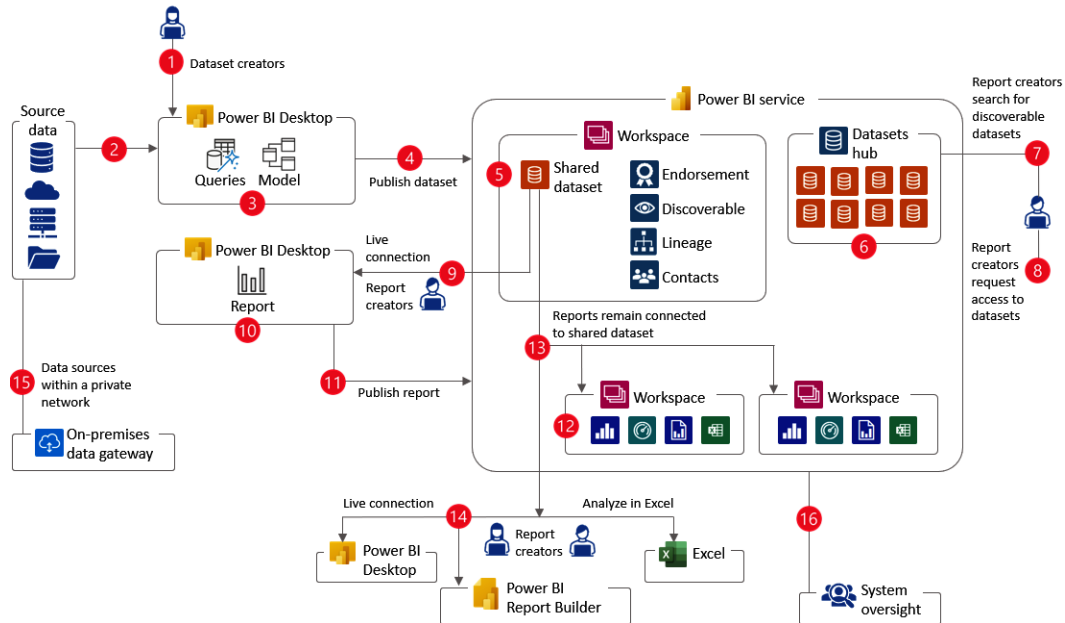 1
Dataset creators
Source
data
2
Power BI Desktop
Queries
Model
3
4
Publish dataset
Power BI service
Workspace
5
Shared
dataset
Endorsement
Discoverable
Lineage
Contacts
Datasets
hub
6
Report creators
search for
discoverable
datasets
7
Report
creators
request
access to
datasets
8
Live
connection
9
Report
creators
Power BI Desktop
Report
10
11
Publish report
Reports remain connected
to shared dataset
13
Workspace
12
Workspace
15
Data sources
within a private
network
On-premises
data gateway
Live connection
14
Analyze in Excel
Report
creators
Power BI
Desktop
Power BI
Report Builder
X
Excel
16
System
oversight